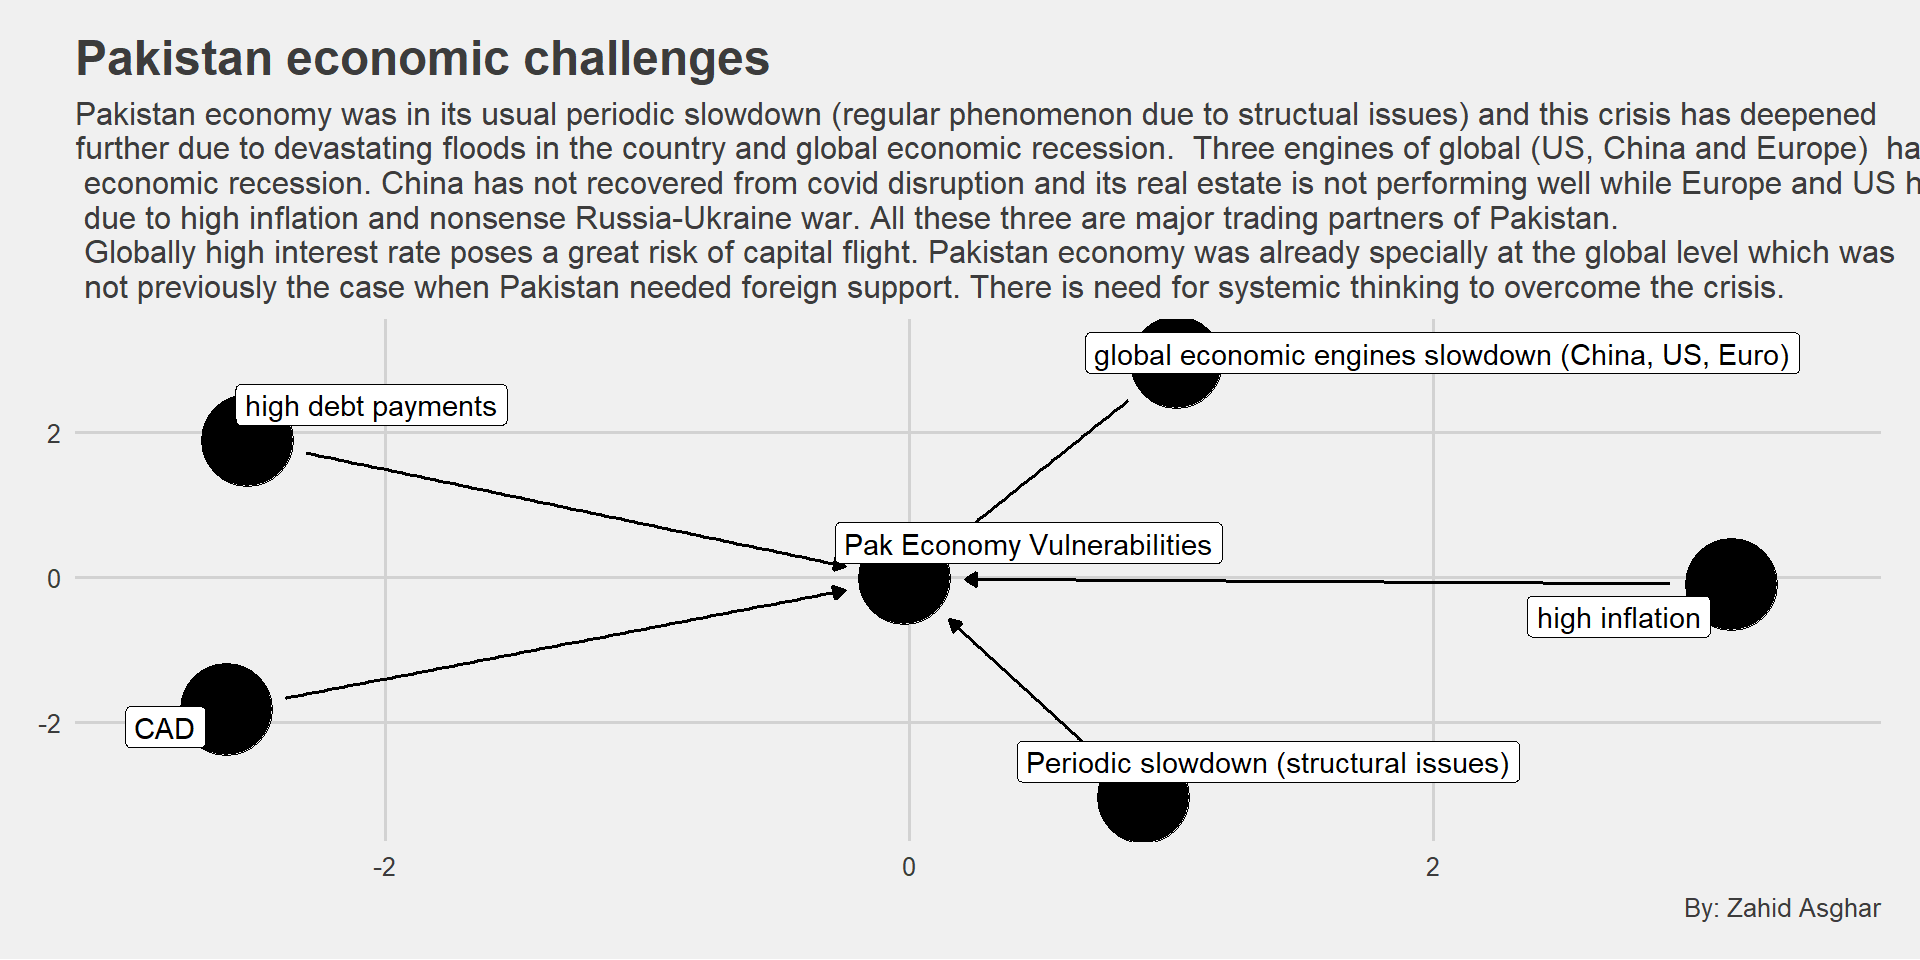 Pakistan economic challenges
Pakistan economy was in its usual periodic slowdown (regular phenomenon due to structual issues) and this crisis has deepened
further due to devastating floods in the country and global economic recession.  Three engines of global (US, China and Europe)
economic recession. China has not recovered from covid disruption and its real estate is not performing well while Europe and US
due to high inflation and nonsense Russia-Ukraine war. All these three are major trading partners of Pakistan.
Globally high interest rate poses a great risk of capital flight. Pakistan economy was already specially at the global level which was
not previously the case when Pakistan needed foreign support. There is need for systemic thinking to overcome the crisis.
global economic engines slowdown (China, US, Euro)
high debt payments
2
Pak Economy Vulnerabilities
0
high inflation
-2
CAD
Periodic slowdown (structural issues)
-2
0
2
By: Zahid Asghar